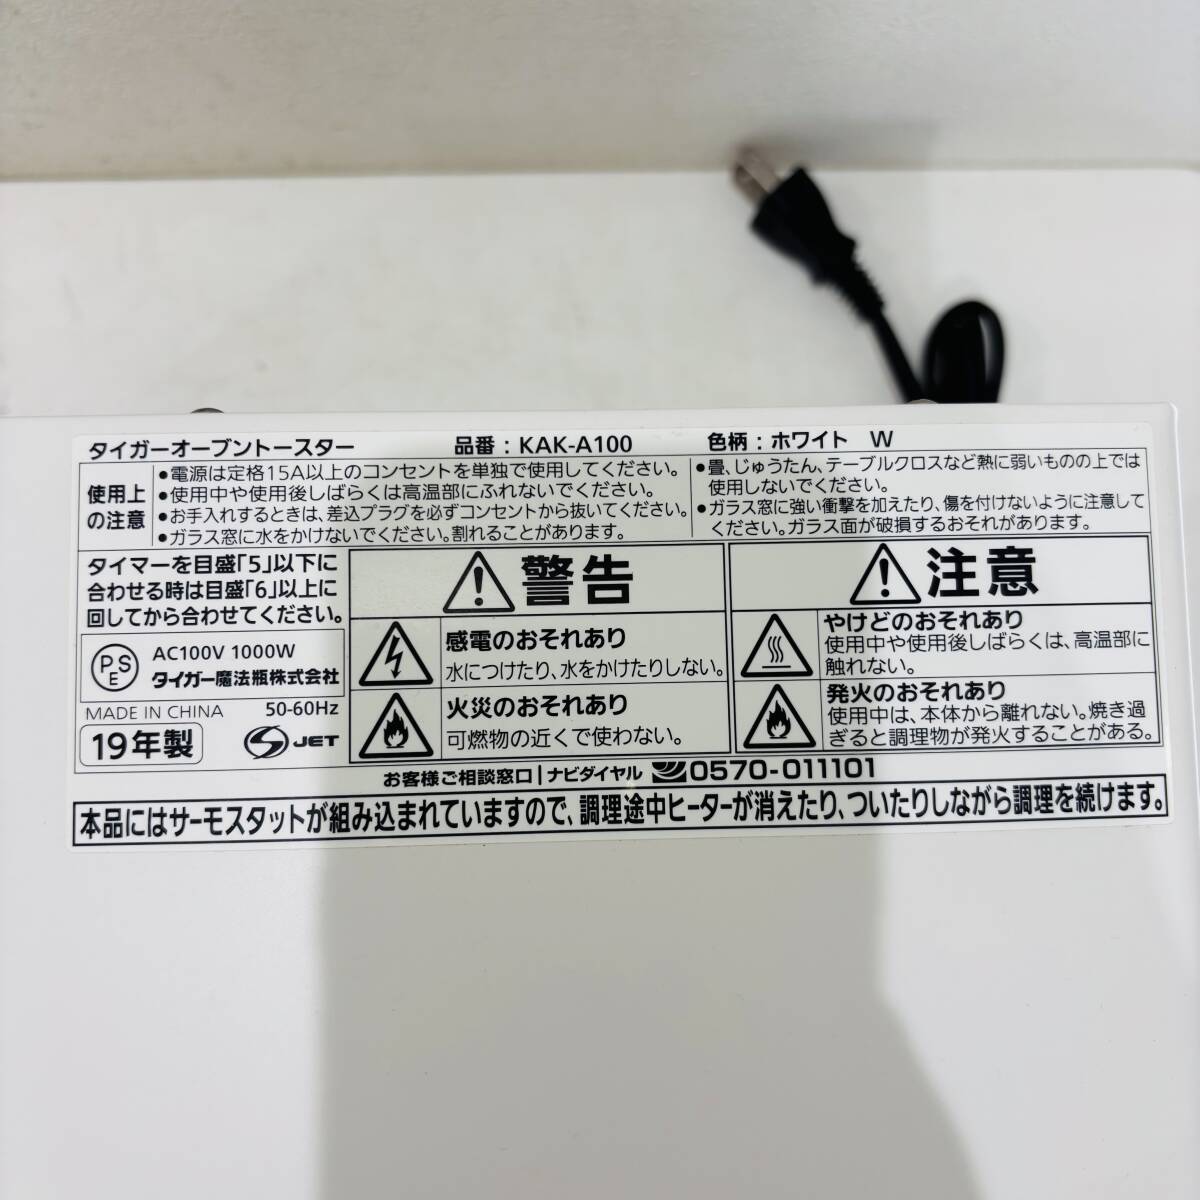 タイガーオーブントースター 品番:KAK-A100 色柄:ホワイト W
使用上
の注意
●電源は定格15A以上のコンセントを単独で使用してください。
●使用中や使用後しばらくは高温部にふれないでください。
●お手入れするときは、差込プラグを必ずコンセントから抜いてください。
●ガラス窓に水をかけないでください。割れることがあります。
●畳、じゅうたん、テーブルクロスなど熱に弱いものの上では
使用しないでください。
●ガラス窓に強い衝撃を加えたり、傷を付けないように注意して
ください。ガラス面が破損するおそれがあります。
タイマーを目盛「5」以下に
合わせる時は目盛「6」以上に
回してから合わせてください。
PSE
AC100V 1000W
タイガー魔法瓶株式会社
MADE IN CHINA 50-60Hz
19年製 JET
警告
感電のおそれあり
水につけたり、水をかけたりしない。
火災のおそれあり
可燃物の近くで使わない。
注意
やけどのおそれあり
使用中や使用後しばらくは、高温部に
触れない。
発火のおそれあり
使用中は、本体から離れない。焼き過
ぎると調理物が発火することがある。
お客様ご相談窓口 ナビダイヤル 0570-011101
本品にはサーモスタットが組み込まれていますので、調理途中ヒーターが消えたり、ついたりしながら調理を続けます。